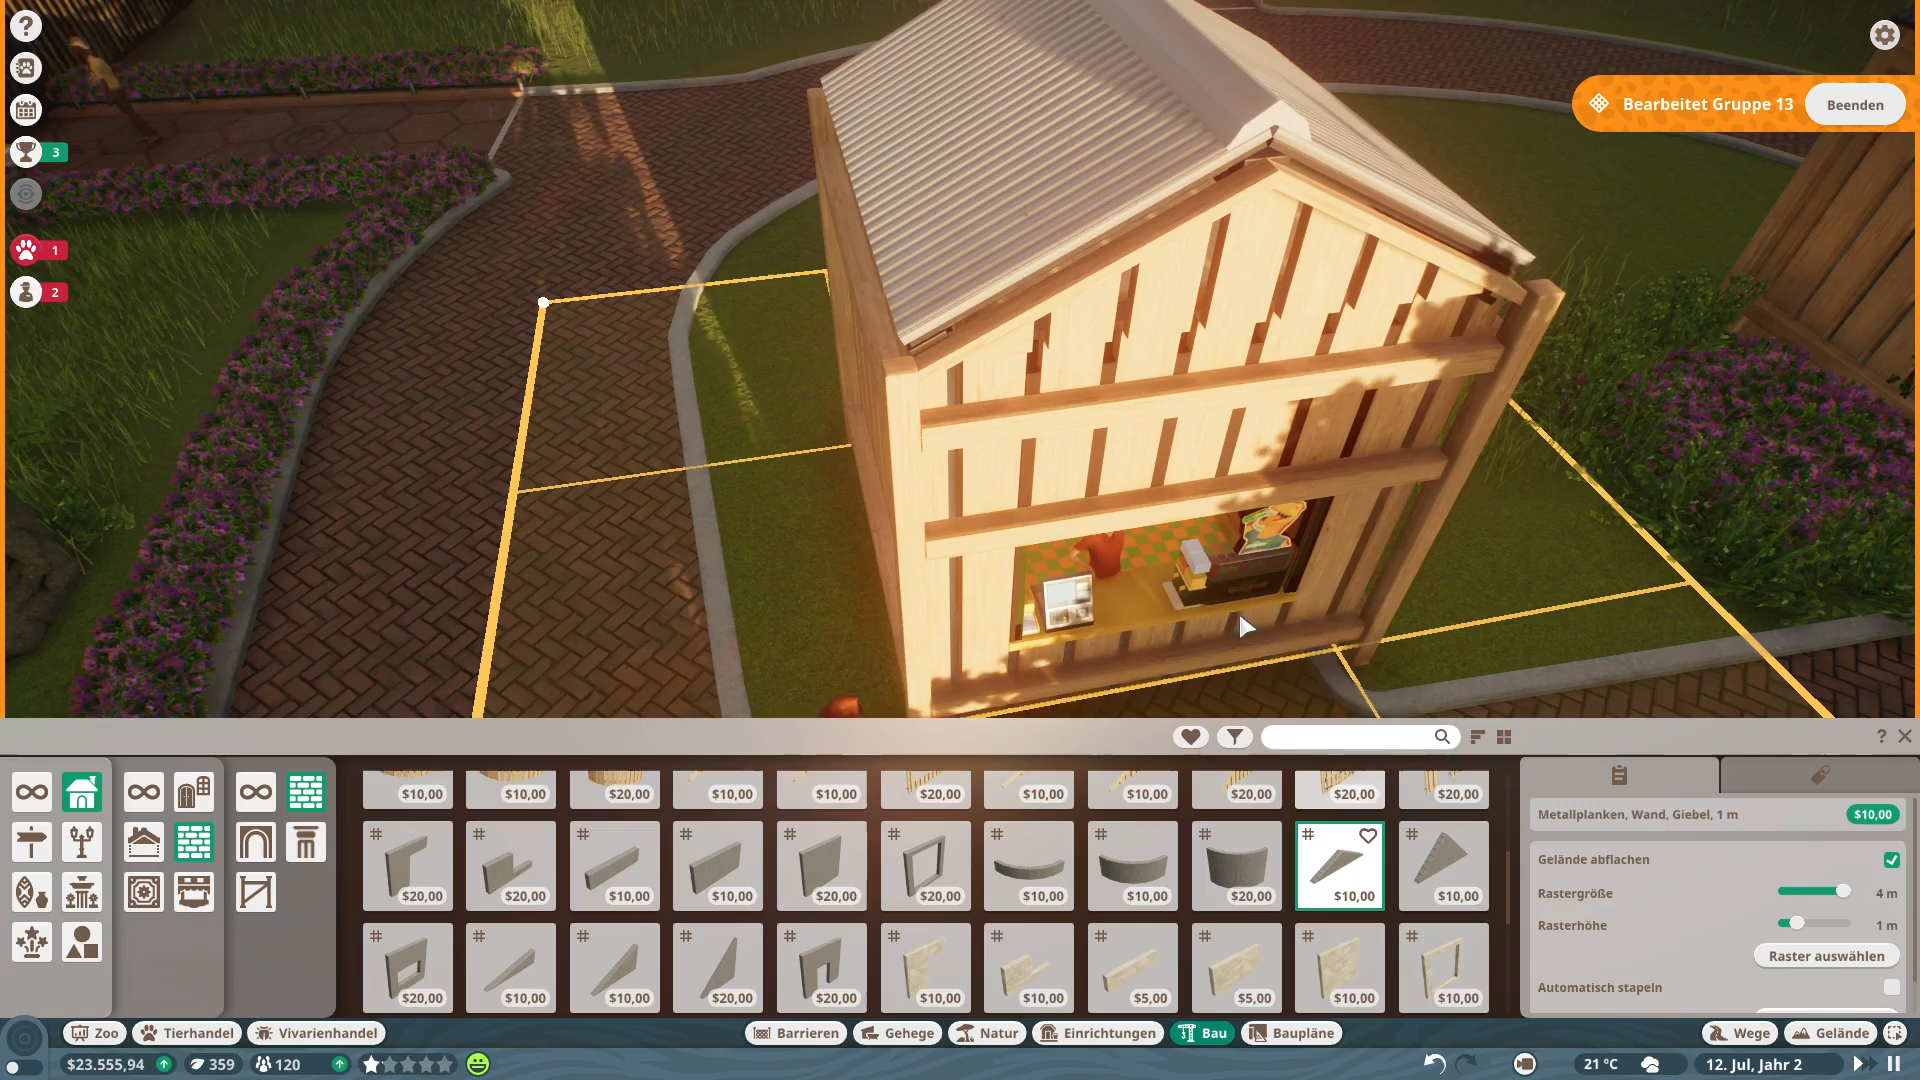 ?
Bearbeitet Gruppe 13
Beenden
3
1
2
?
$10,00 $10,00 $20,00 $10,00 $10,00 $20,00 $10,00 $10,00 $20,00 $20,00 $20,00
$20,00 $20,00 $10,00 $10,00 $20,00 $20,00 $10,00 $10,00 $20,00 $10,00 $10,00
$20,00 $10,00 $10,00 $20,00 $20,00 $10,00 $10,00 $5,00 $5,00 $10,00 $10,00
Metallplanken, Wand, Giebel, 1 m $10,00
Gelände abflachen
Rastergröße 4 m
Rasterhöhe 1 m
Raster auswählen
Automatisch stapeln
Zoo Tierhandel Vivarienhandel Barrieren Gehege Natur Einrichtungen Bau Baupläne Wege Gelände
$23.555,94 359 120 21 °C 12. Jul, Jahr 2